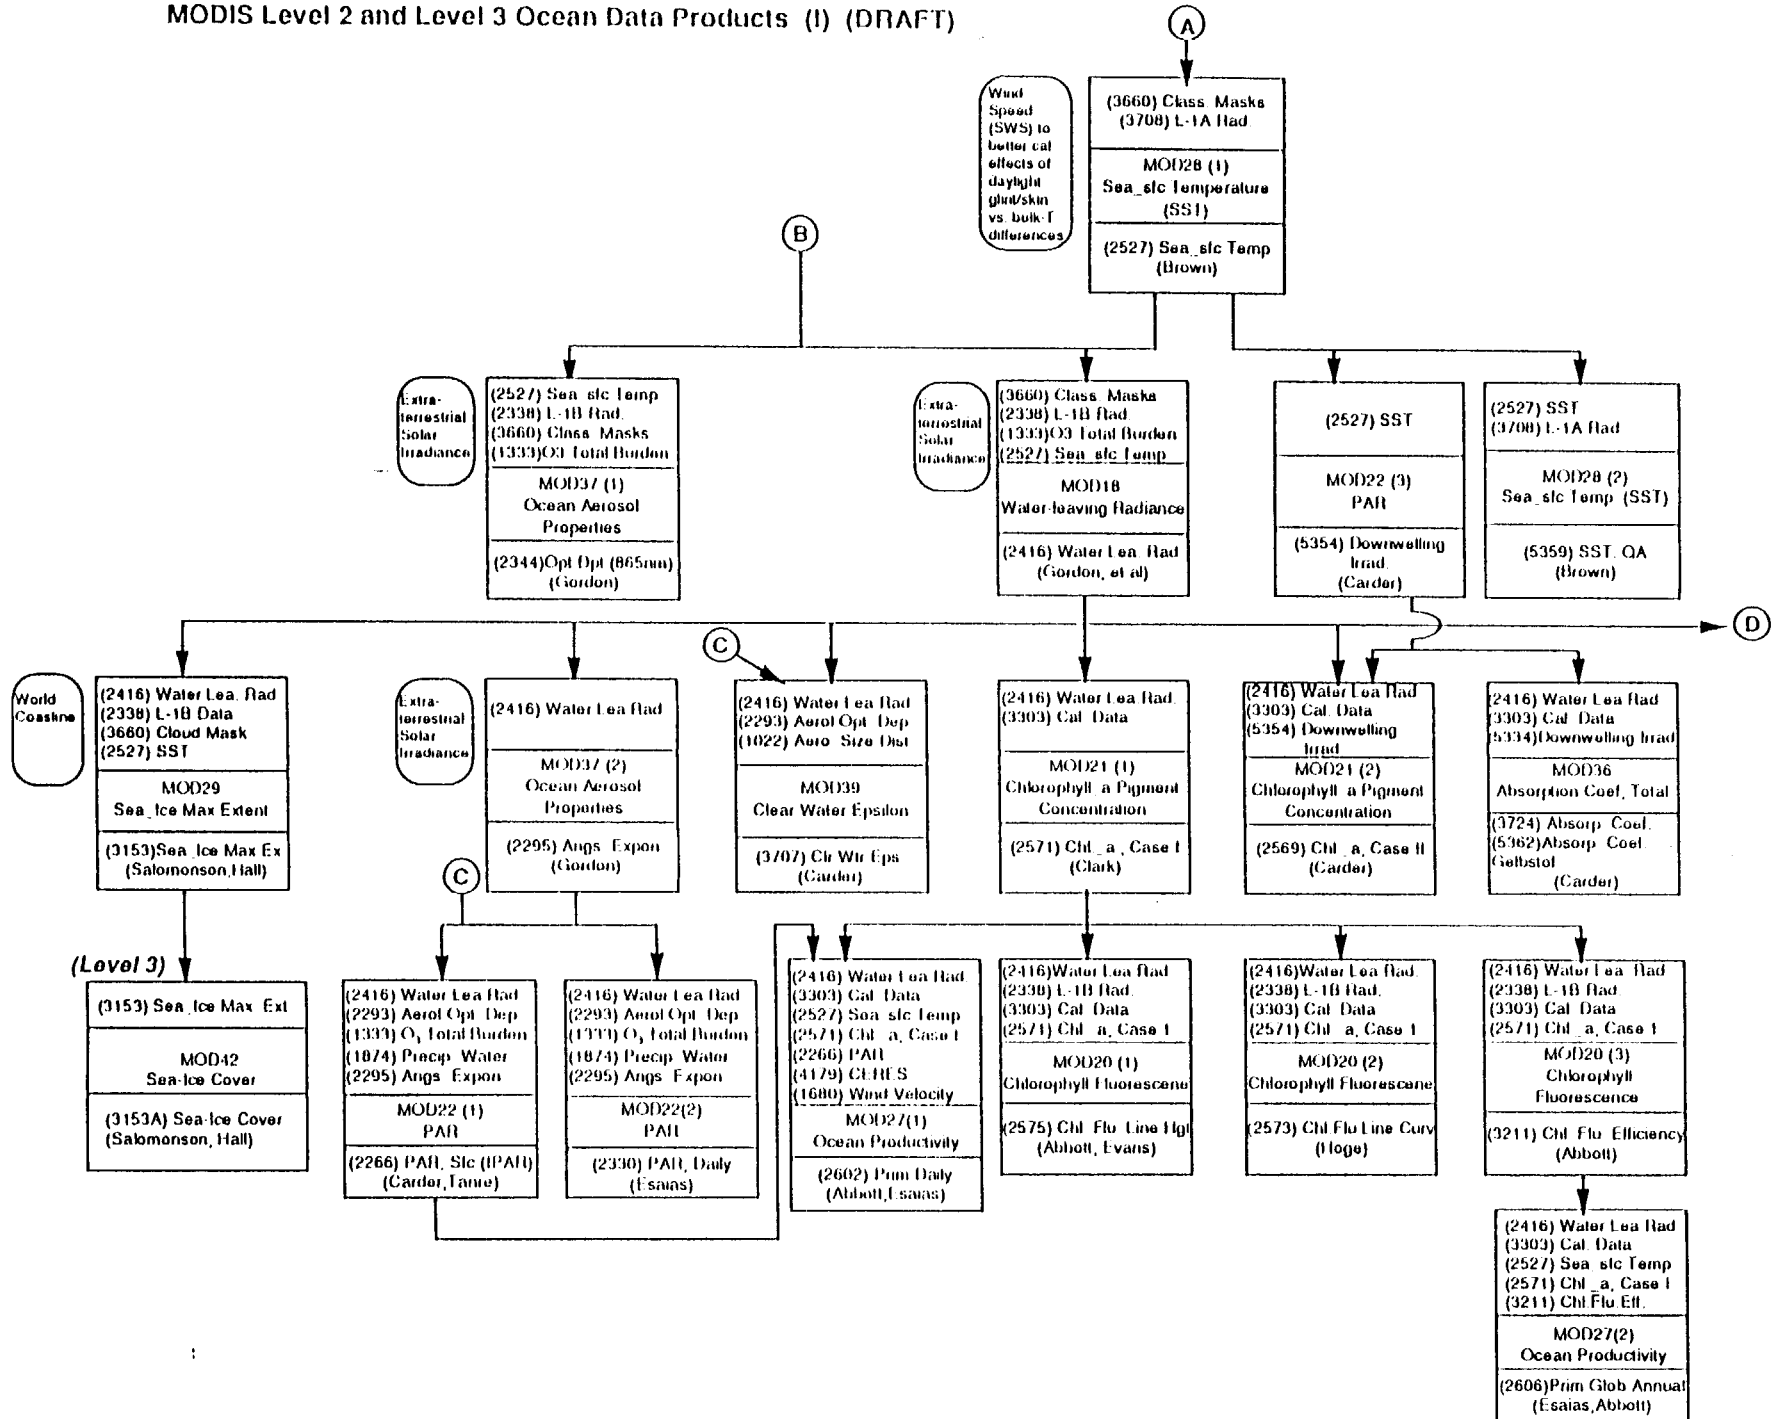 MODIS Level 2 and Level 3 Ocean Data Products (I) (DRAFT)
A
Wind
Speed
(SWS) to
better cal
effects of
daylight
glint/skin
vs. bulk-T
differences
(3660) Class. Masks
(3708) L-1A Rad.
MOD28 (1)
Sea_sfc Temperature
(SST)
(2527) Sea_sfc Temp
(Brown)
B
Extra-
terrestrial
Solar
Irradiance
(2527) Sea_sfc Temp
(2338) L-1B Rad.
(3660) Class. Masks
(1333)O3 Total Burden
MOD37 (1)
Ocean Aerosol
Properties
(2344)Opt Dpt (865nm)
(Gordon)
Extra-
terrestrial
Solar
Irradiance
(3660) Class. Masks
(2338) L-1B Rad.
(1333)O3 Total Burden
(2527) Sea_sfc Temp
MOD18
Water-leaving Radiance
(2416) Water Lea. Rad
(Gordon, et al)
(2527) SST
MOD22 (3)
PAR
(5354) Downwelling
Irrad.
(Carder)
(2527) SST
(3708) L-1A Rad
MOD28 (2)
Sea_sfc Temp (SST)
(5359) SST. QA
(Brown)
C
D
World
Coastline
(2416) Water Lea. Rad
(2338) L-1B Data
(3660) Cloud Mask
(2527) SST
MOD29
Sea_Ice Max Extent
(3153)Sea_Ice Max Ex
(Salomonson,Hall)
Extra-
terrestrial
Solar
Irradiance
(2416) Water Lea Rad
MOD37 (2)
Ocean Aerosol
Properties
(2295) Angs. Expon
(Gordon)
(2416) Water Lea Rad
(2293) Aerol Opt. Dep
(1022) Aero. Size Dist
MOD39
Clear Water Epsilon
(3707) Clr Wtr Eps
(Carder)
(2416) Water Lea Rad.
(3303) Cal. Data
MOD21 (1)
Chlorophyll_a Pigment
Concentration
(2571) Chl_a, Case I
(Clark)
(2416) Water Lea Rad
(3303) Cal. Data
(5354) Downwelling
Irrad
MOD21 (2)
Chlorophyll_a Pigment
Concentration
(2569) Chl_a, Case II
(Carder)
(2416) Water Lea Rad
(3303) Cal Data
(5334)Downwelling Irrad
MOD36
Absorption Coef, Total
(3724) Absorp. Coef.
(5362)Absorp Coef.
Gelbstof
(Carder)
C
(Level 3)
(3153) Sea_Ice Max Ext
MOD42
Sea-Ice Cover
(3153A) Sea-Ice Cover
(Salomonson, Hall)
(2416) Water Lea Rad
(2293) Aerol Opt. Dep
(1333) O3 Total Burden
(1874) Precip Water
(2295) Angs Expon
MOD22 (1)
PAR
(2266) PAR, Sfc (IPAR)
(Carder,Tanre)
(2416) Water Lea Rad
(2293) Aerol Opt. Dep
(1333) O3 Total Burden
(1874) Precip Water
(2295) Angs Expon
MOD22(2)
PAR
(2330) PAR, Daily
(Esaias)
(2416) Water Lea Rad.
(3303) Cal Data
(2527) Sea sfc Temp
(2571) Chl_a, Case I
(2266) PAR
(4179) CERES
(1680) Wind Velocity
MOD27(1)
Ocean Productivity
(2602) Prim Daily
(Abbott,Esaias)
(2416)Water Lea Rad
(2338) L-1B Rad.
(3303) Cal Data
(2571) Chl_a, Case I
MOD20 (1)
Chlorophyll Fluorescene
(2575) Chl_Flu_Line Hgt
(Abbott, Evans)
(2416)Water Lea Rad.
(2338) L-1B Rad.
(3303) Cal Data
(2571) Chl_a, Case I
MOD20 (2)
Chlorophyll Fluorescene
(2573) Chl Flu Line Curv
(Hoge)
(2416) Water Lea Rad
(2338) L-1B Rad.
(3303) Cal Data
(2571) Chl_a, Case I
MOD20 (3)
Chlorophyll
Fluorescence
(3211) Chl Flu Efficiency
(Abbott)
(2416) Water Lea Rad
(3303) Cal. Data
(2527) Sea_sfc Temp
(2571) Chl_a, Case I
(3211) Chl.Flu.Eff.
MOD27(2)
Ocean Productivity
(2606)Prim Glob Annual
(Esaias,Abbott)